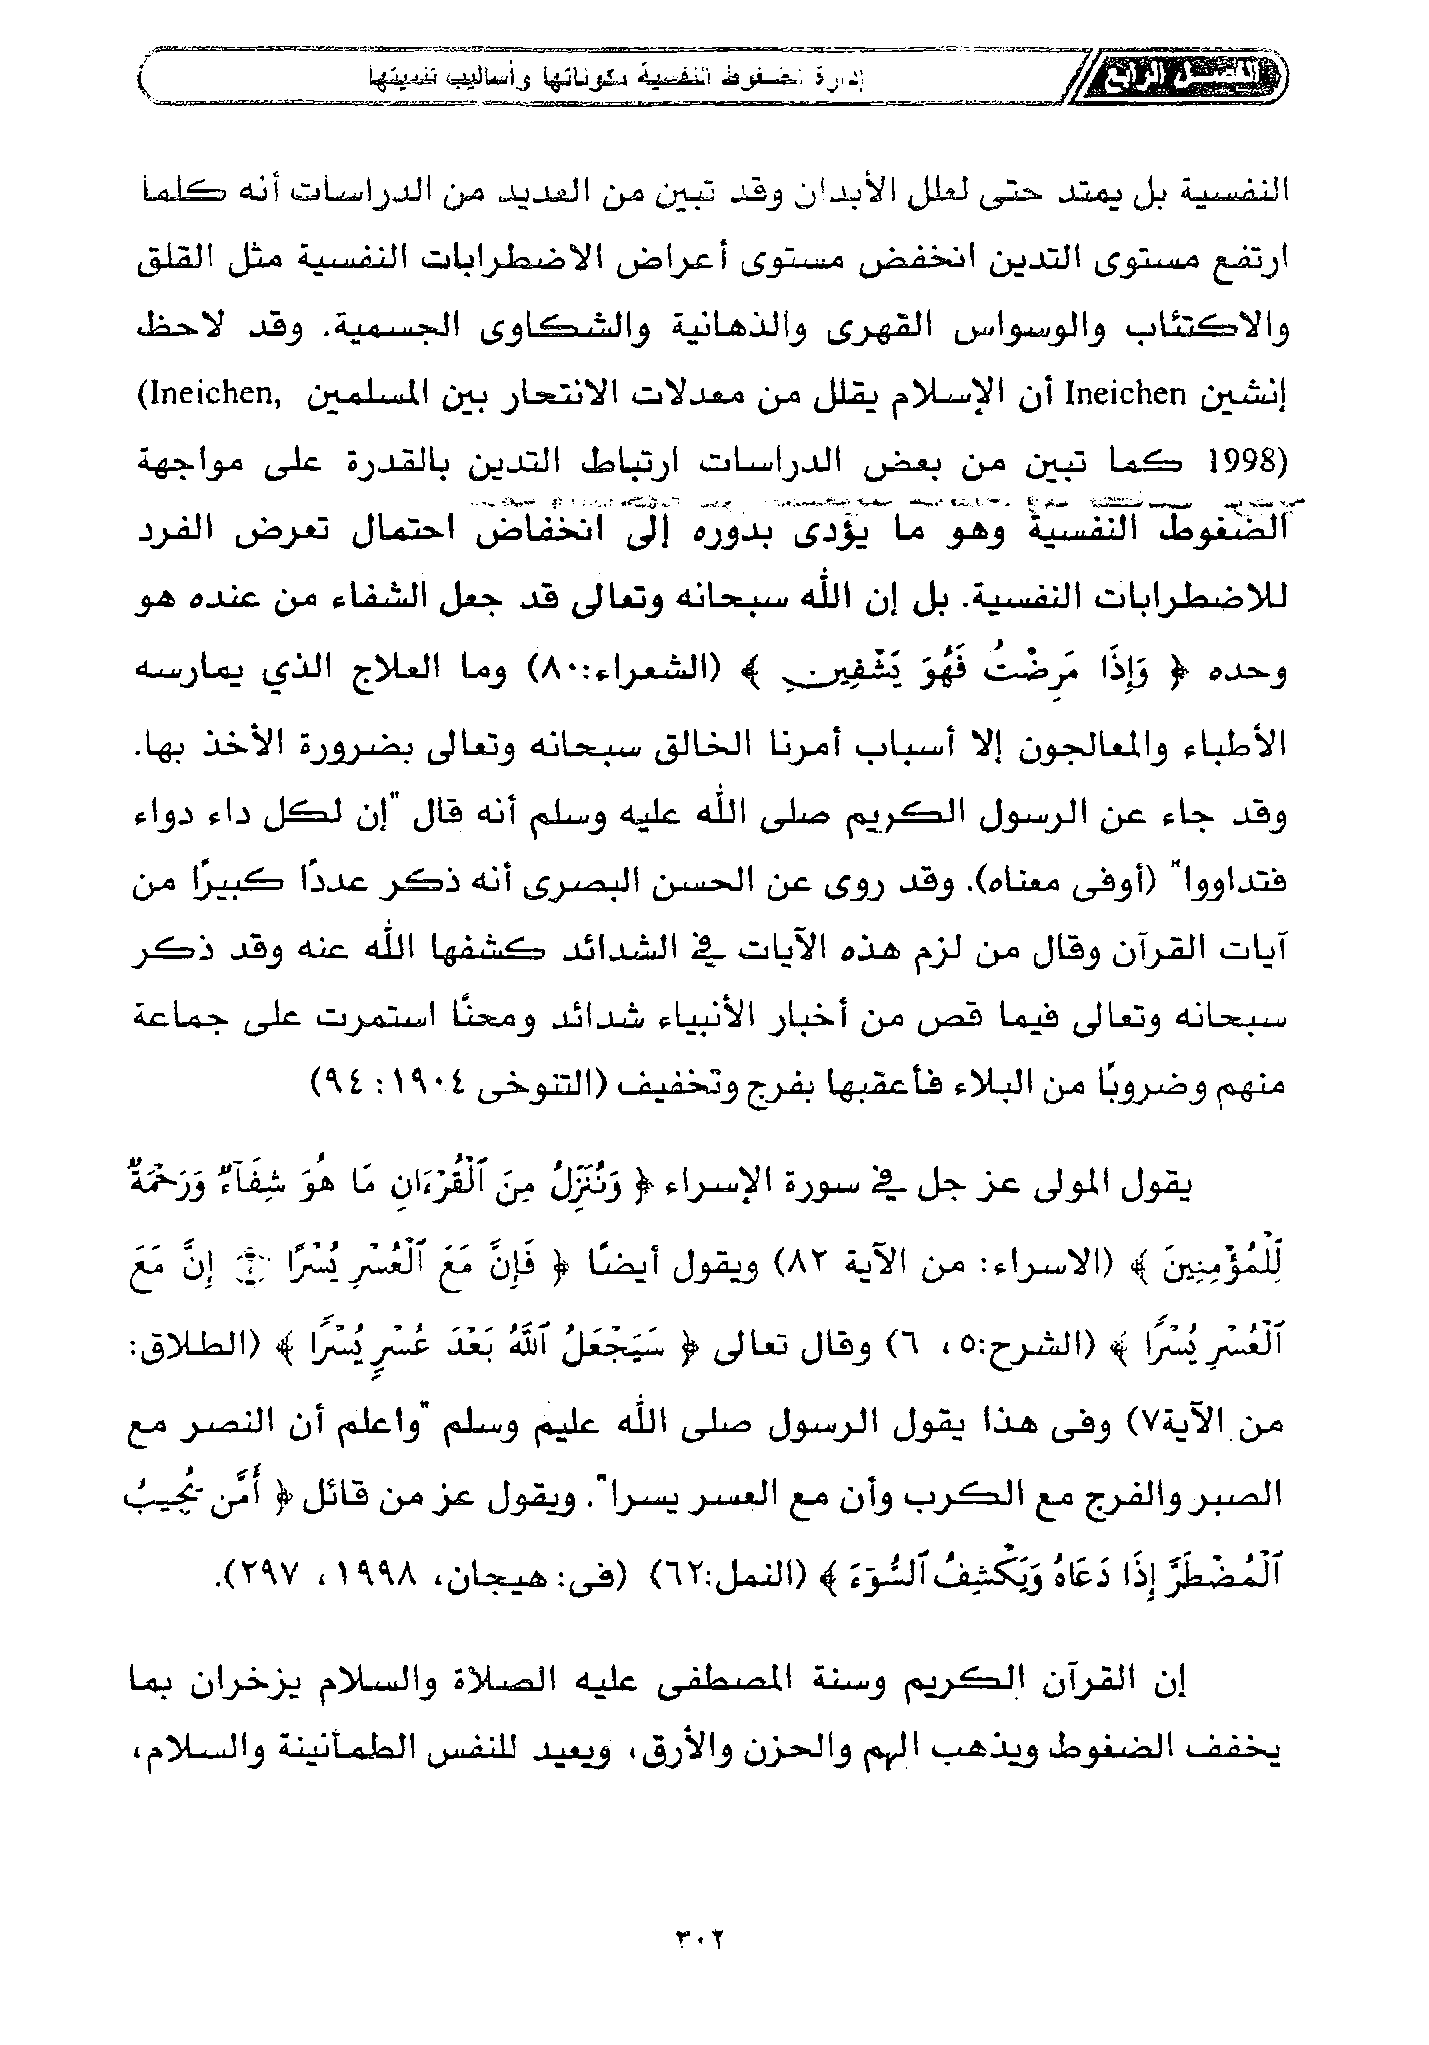 الفصل الرابع
إدارة الضغوط النفسية مكوناتها وأساليب تنميتها
النفسية بل يمتد حتى لعلل الأبدان وقد تبين من العديد من الدراسات أنه كلما
ارتفع مستوى التدين انخفض مستوى أعراض الاضطرابات النفسية مثل القلق
والاكتئاب والوسواس القهرى والذهانية والشكاوى الجسمية. وقد لاحظ
إنشين Ineichen أن الإسلام يقلل من معدلات الانتحار بين المسلمين (Ineichen,
1998) كما تبين من بعض الدراسات ارتباط التدين بالقدرة على مواجهة
الضغوط النفسية وهو ما يؤدى بدوره إلى انخفاض احتمال تعرض الفرد
للاضطرابات النفسية. بل إن الله سبحانه وتعالى قد جعل الشفاء من عنده هو
وحده ﴿ وَإِذَا مَرِضْتُ فَهُوَ يَشْفِينِ ﴾ (الشعراء:٨٠) وما العلاج الذي يمارسه
الأطباء والمعالجون إلا أسباب أمرنا الخالق سبحانه وتعالى بضرورة الأخذ بها.
وقد جاء عن الرسول الكريم صلى الله عليه وسلم أنه قال "إن لكل داء دواء
فتداووا" (أوفى معناه). وقد روى عن الحسن البصرى أنه ذكر عددًا كبيرًا من
آيات القرآن وقال من لزم هذه الآيات في الشدائد كشفها الله عنه وقد ذكر
سبحانه وتعالى فيما قص من أخبار الأنبياء شدائد ومحنًا استمرت على جماعة
منهم وضروبًا من البلاء فأعقبها بفرج وتخفيف (التنوخى ١٩٠٤: ٩٤)
يقول المولى عز جل في سورة الإسراء ﴿ وَنُنَزِّلُ مِنَ ٱلْقُرْءَانِ مَا هُوَ شِفَآءٌ وَرَحْمَةٌ
لِّلْمُؤْمِنِينَ ﴾ (الاسراء: من الآية ٨٢) ويقول أيضًا ﴿ فَإِنَّ مَعَ ٱلْعُسْرِ يُسْرًا ۝ إِنَّ مَعَ
ٱلْعُسْرِ يُسْرًا ﴾ (الشرح:٥، ٦) وقال تعالى ﴿ سَيَجْعَلُ ٱللَّهُ بَعْدَ عُسْرٍ يُسْرًا ﴾ (الطلاق:
من الآية٧) وفى هذا يقول الرسول صلى الله عليم وسلم "واعلم أن النصر مع
الصبر والفرج مع الكرب وأن مع العسر يسرا". ويقول عز من قائل ﴿ أَمَّن يُجِيبُ
ٱلْمُضْطَرَّ إِذَا دَعَاهُ وَيَكْشِفُ ٱلسُّوٓءَ ﴾ (النمل:٦٢) (فى: هيجان، ١٩٩٨، ٢٩٧).
إن القرآن الكريم وسنة المصطفى عليه الصلاة والسلام يزخران بما
يخفف الضغوط ويذهب الهم والحزن والأرق، ويعيد للنفس الطمأنينة والسلام،
٣٠٢